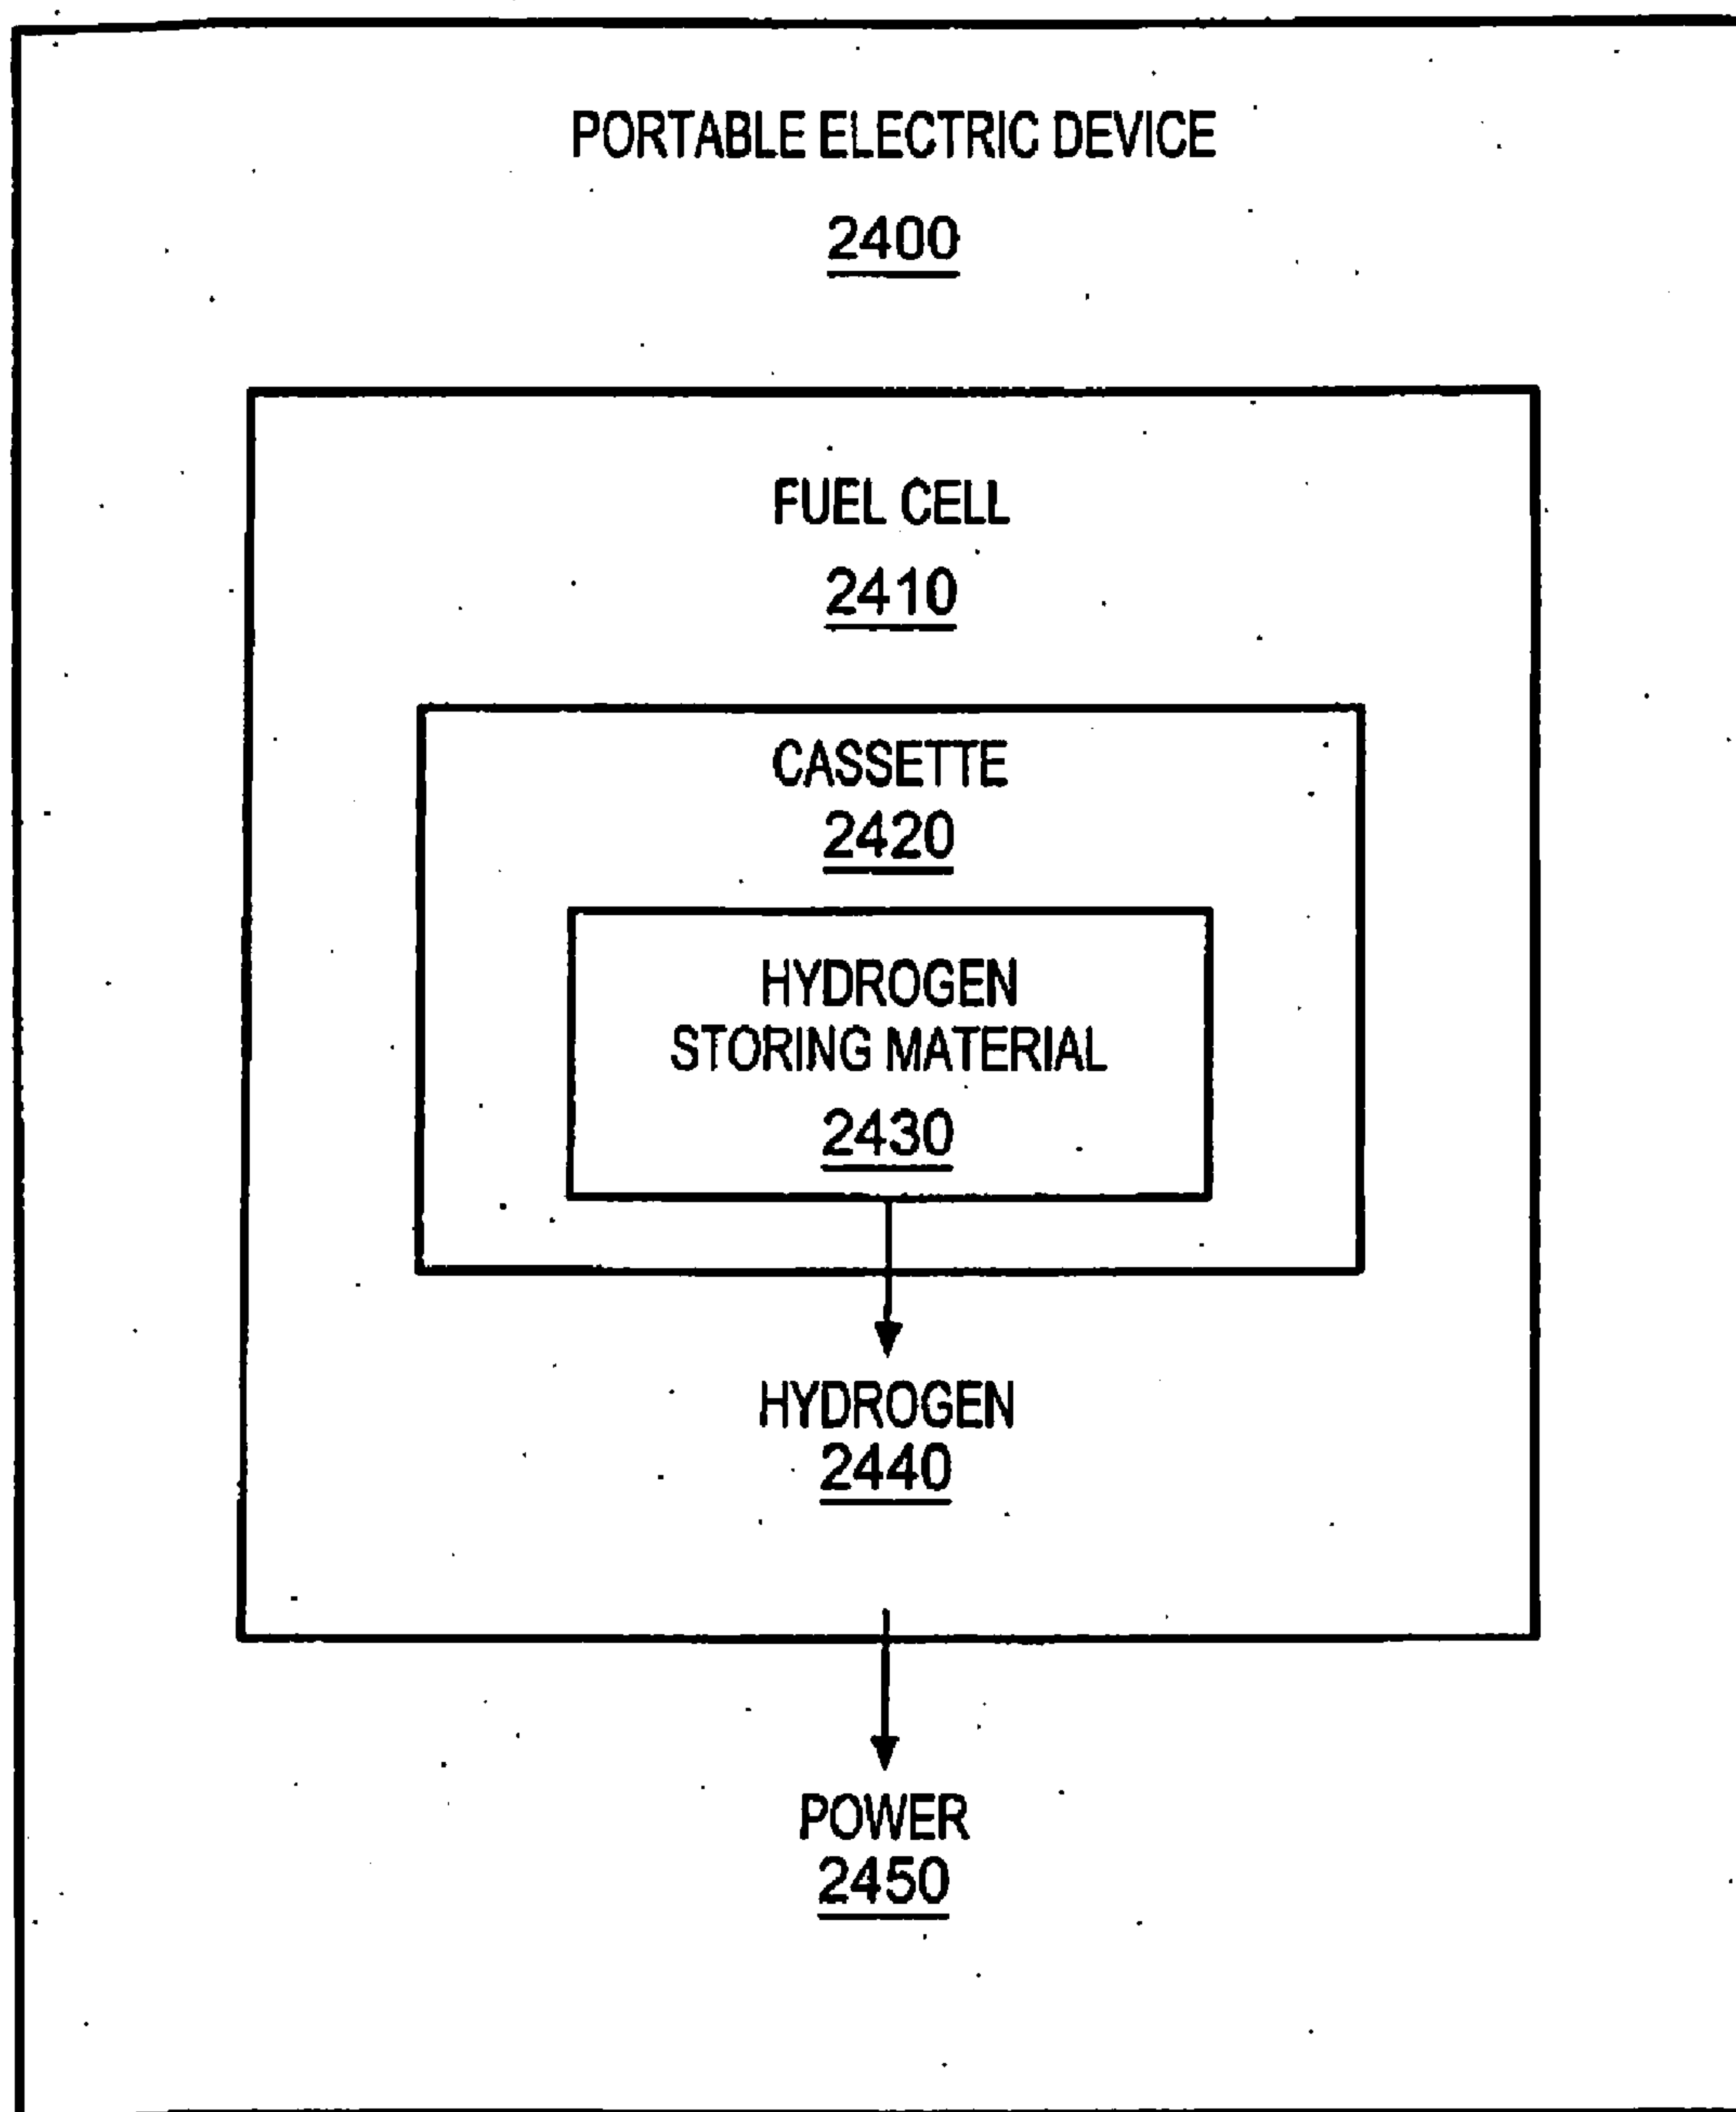 PORTABLE ELECTRIC DEVICE
2400
FUEL CELL
2410
CASSETTE
2420
HYDROGEN
STORING MATERIAL
2430
HYDROGEN
2440
POWER
2450